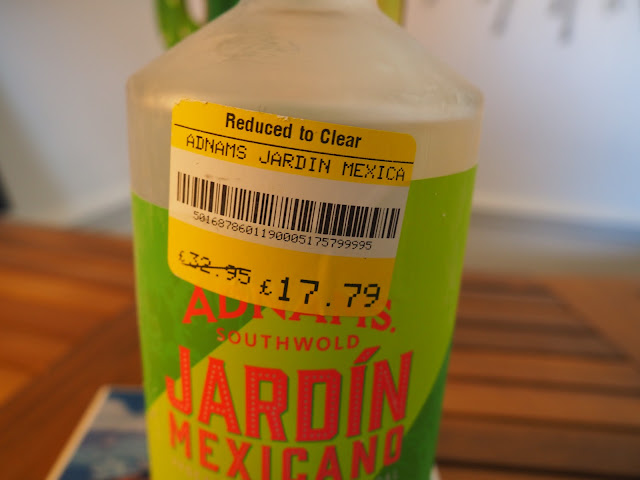 Reduced to Clear
ADNAMS JARDIN MEXICA
5016878601190005175799995
£32.95 £17.79
ADNAMS.
SOUTHWOLD
JARDÍN
MEXICANO